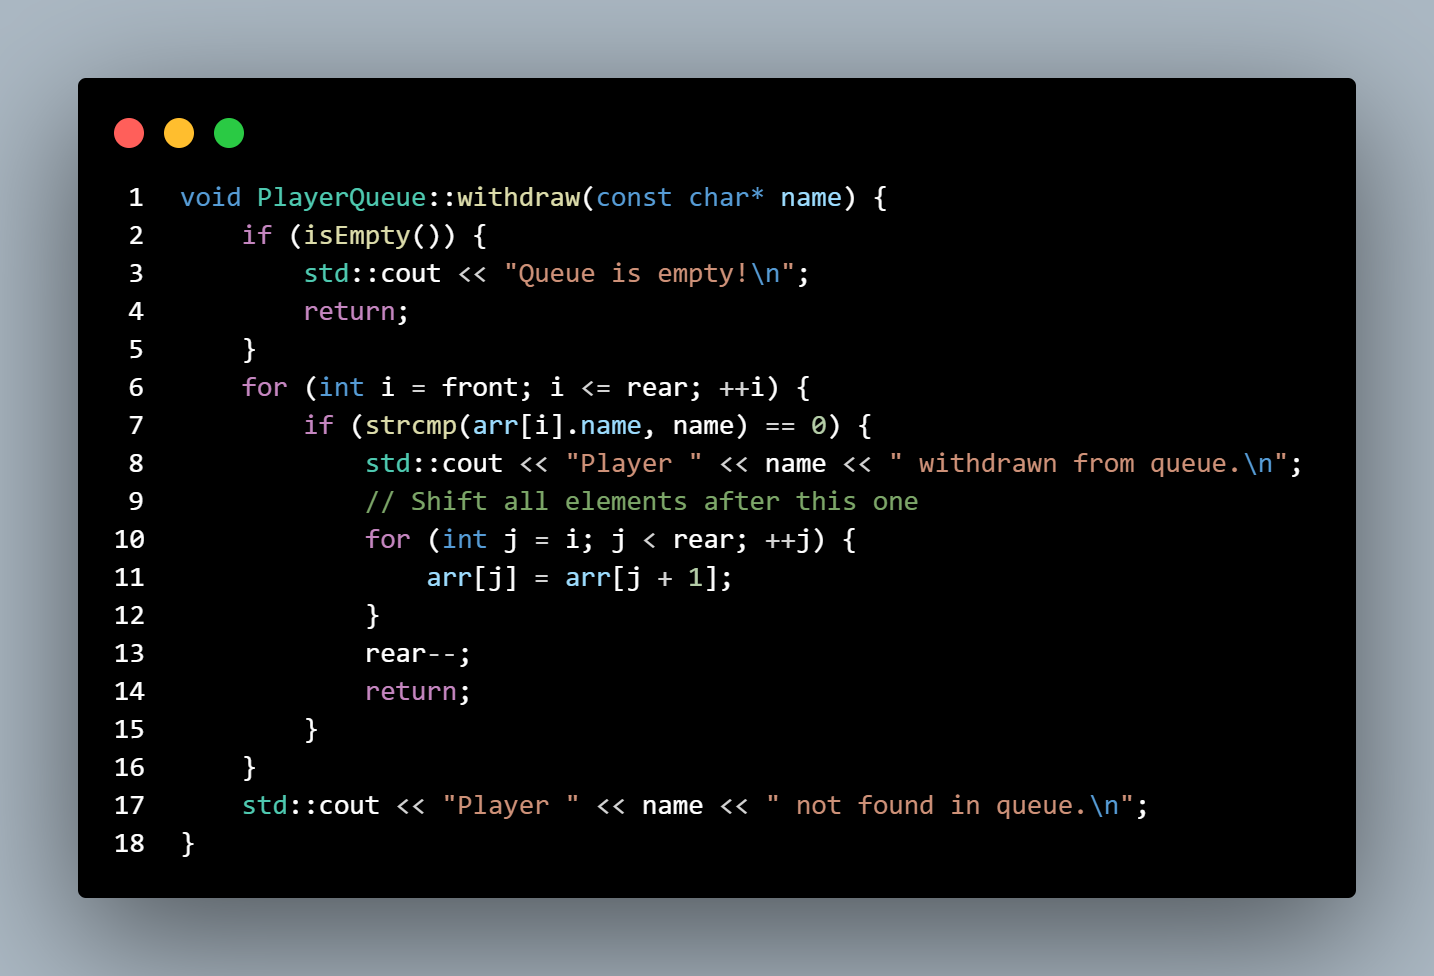 1 void PlayerQueue::withdraw(const char* name) {
2     if (isEmpty()) {
3         std::cout << "Queue is empty!\n";
4         return;
5     }
6     for (int i = front; i <= rear; ++i) {
7         if (strcmp(arr[i].name, name) == 0) {
8             std::cout << "Player " << name << " withdrawn from queue.\n";
9             // Shift all elements after this one
10             for (int j = i; j < rear; ++j) {
11                 arr[j] = arr[j + 1];
12             }
13             rear--;
14             return;
15         }
16     }
17     std::cout << "Player " << name << " not found in queue.\n";
18 }